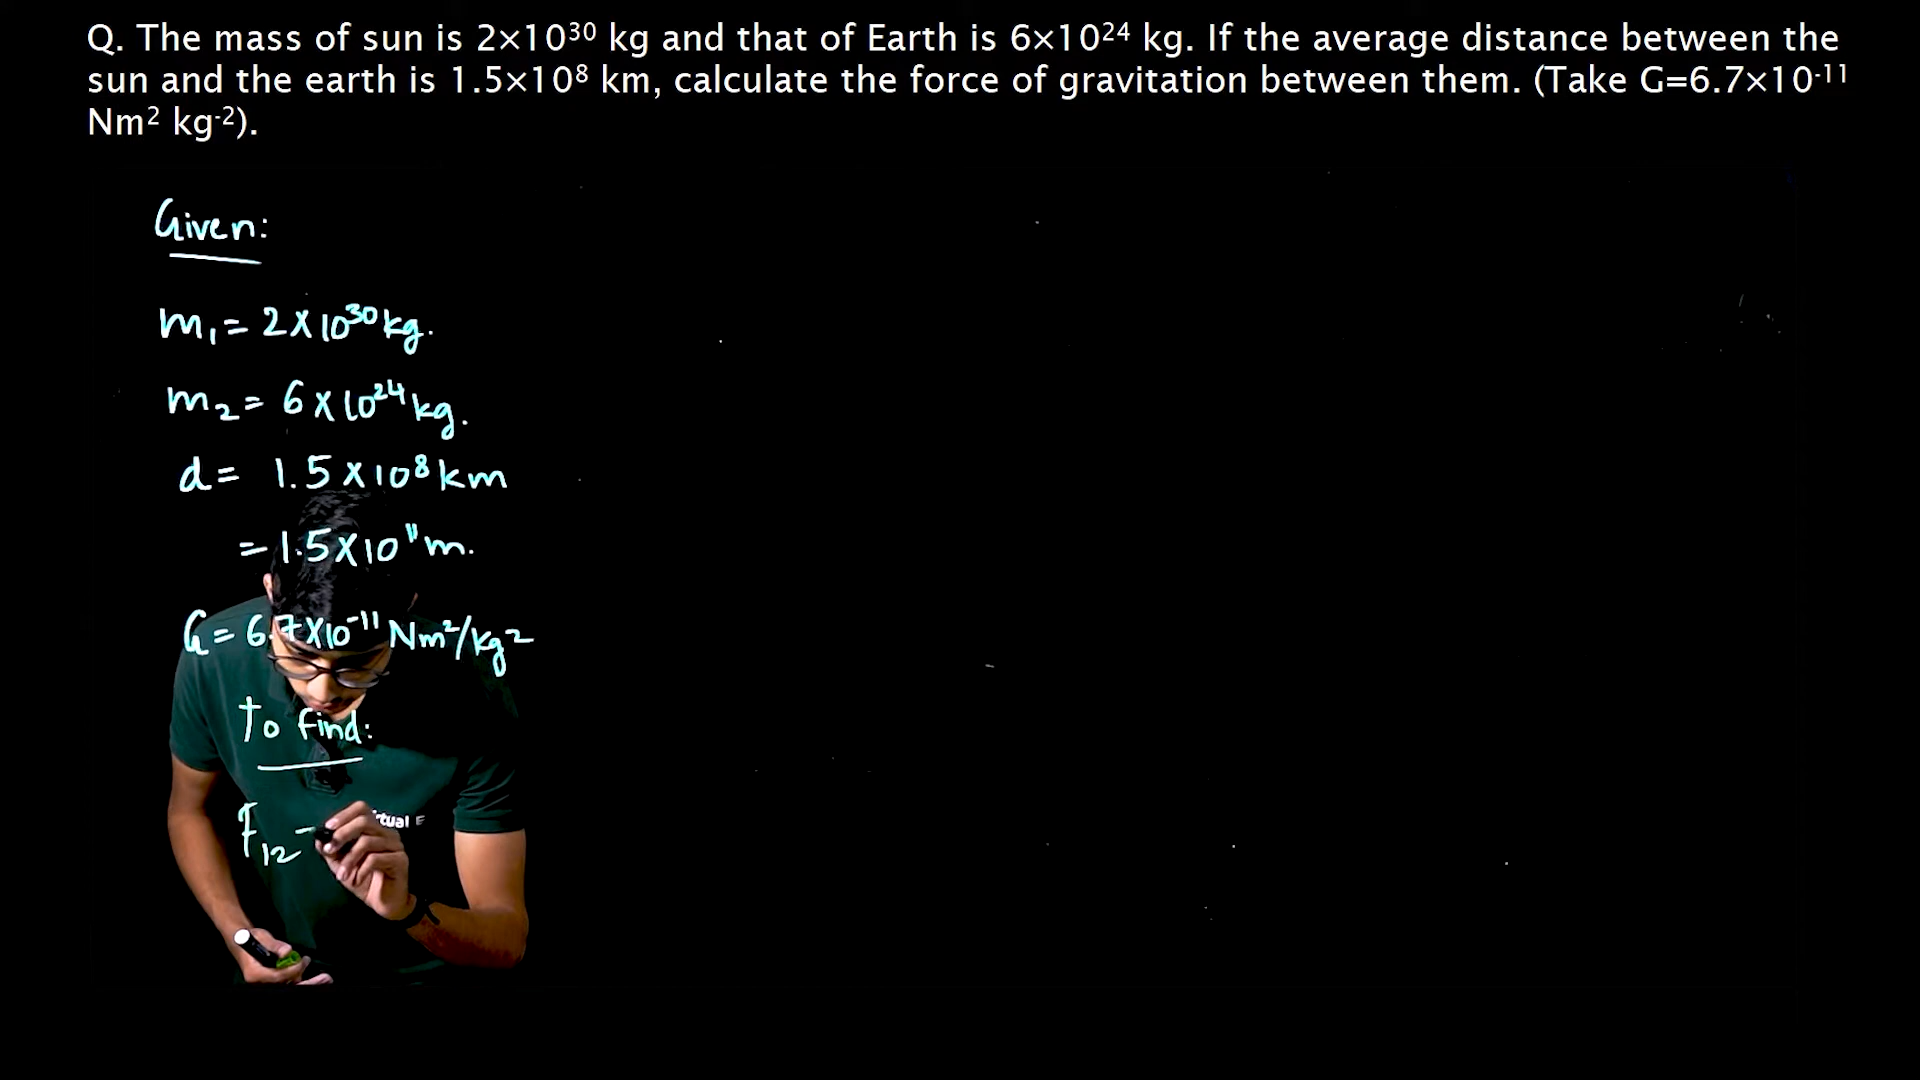 Q. The mass of sun is 2×10³⁰ kg and that of Earth is 6×10²⁴ kg. If the average distance between the
sun and the earth is 1.5×10⁸ km, calculate the force of gravitation between them. (Take G=6.7×10⁻¹¹
Nm² kg⁻²).
Given:
m₁ = 2 × 10³⁰ kg.
m₂ = 6 × 10²⁴ kg.
d = 1.5 × 10⁸ km
= 1.5 × 10¹¹ m.
G = 6.7 × 10⁻¹¹ Nm²/kg²
To find:
F₁₂ -